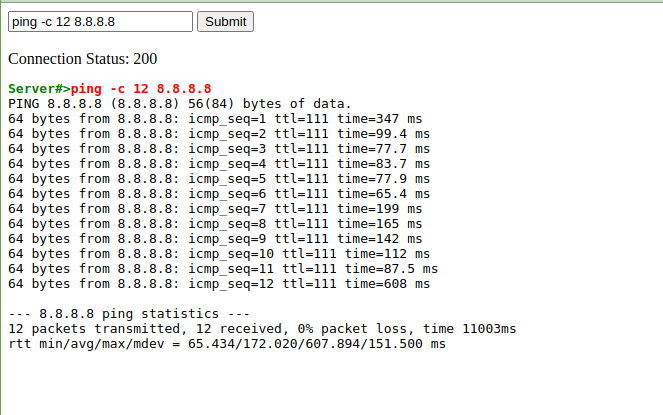 ping -c 12 8.8.8.8 Submit
Connection Status: 200
Server#>ping -c 12 8.8.8.8
PING 8.8.8.8 (8.8.8.8) 56(84) bytes of data.
64 bytes from 8.8.8.8: icmp_seq=1 ttl=111 time=347 ms
64 bytes from 8.8.8.8: icmp_seq=2 ttl=111 time=99.4 ms
64 bytes from 8.8.8.8: icmp_seq=3 ttl=111 time=77.7 ms
64 bytes from 8.8.8.8: icmp_seq=4 ttl=111 time=83.7 ms
64 bytes from 8.8.8.8: icmp_seq=5 ttl=111 time=77.9 ms
64 bytes from 8.8.8.8: icmp_seq=6 ttl=111 time=65.4 ms
64 bytes from 8.8.8.8: icmp_seq=7 ttl=111 time=199 ms
64 bytes from 8.8.8.8: icmp_seq=8 ttl=111 time=165 ms
64 bytes from 8.8.8.8: icmp_seq=9 ttl=111 time=142 ms
64 bytes from 8.8.8.8: icmp_seq=10 ttl=111 time=112 ms
64 bytes from 8.8.8.8: icmp_seq=11 ttl=111 time=87.5 ms
64 bytes from 8.8.8.8: icmp_seq=12 ttl=111 time=608 ms
--- 8.8.8.8 ping statistics ---
12 packets transmitted, 12 received, 0% packet loss, time 11003ms
rtt min/avg/max/mdev = 65.434/172.020/607.894/151.500 ms